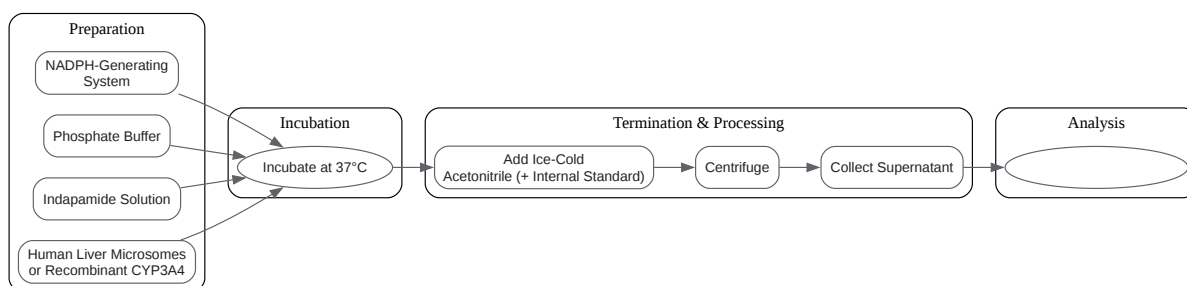 Preparation
NADPH-Generating
System
Phosphate Buffer
Indapamide Solution
Human Liver Microsomes
or Recombinant CYP3A4
Incubation
Incubate at 37°C
Termination & Processing
Add Ice-Cold
Acetonitrile (+ Internal Standard)
Centrifuge
Collect Supernatant
Analysis